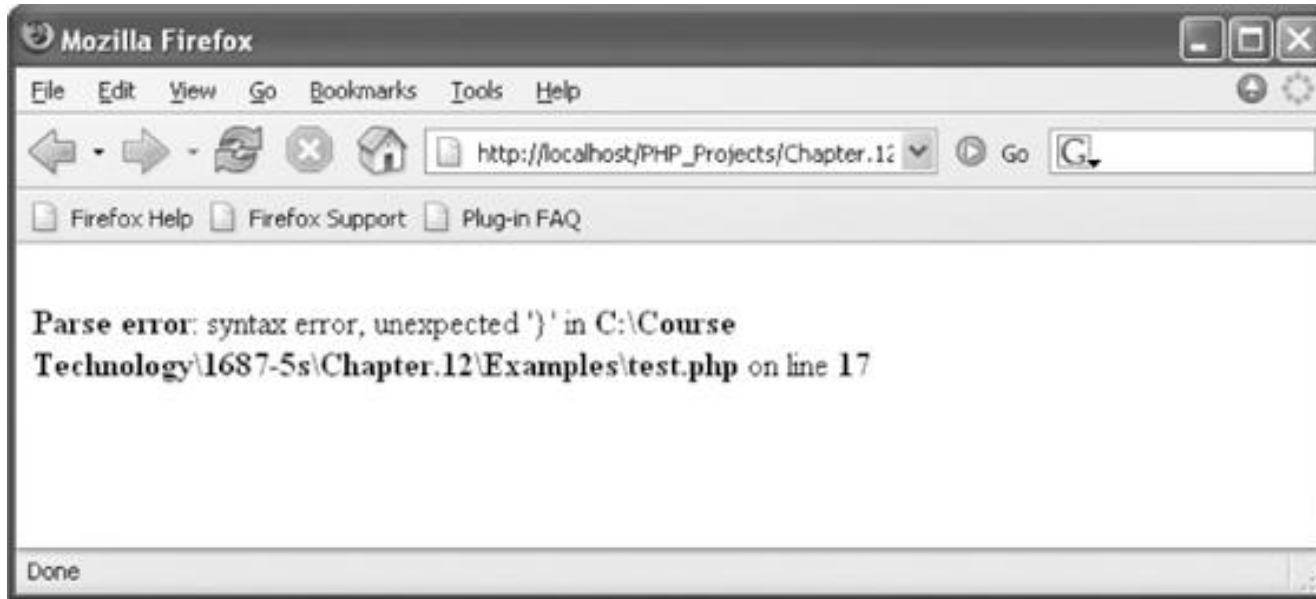 Mozilla Firefox
File Edit View Go Bookmarks Tools Help
http://localhost/PHP_Projects/Chapter.12 Go G
Firefox Help Firefox Support Plug-in FAQ
Parse error: syntax error, unexpected '}' in C:\Course
Technology\1687-5s\Chapter.12\Examples\test.php on line 17
Done